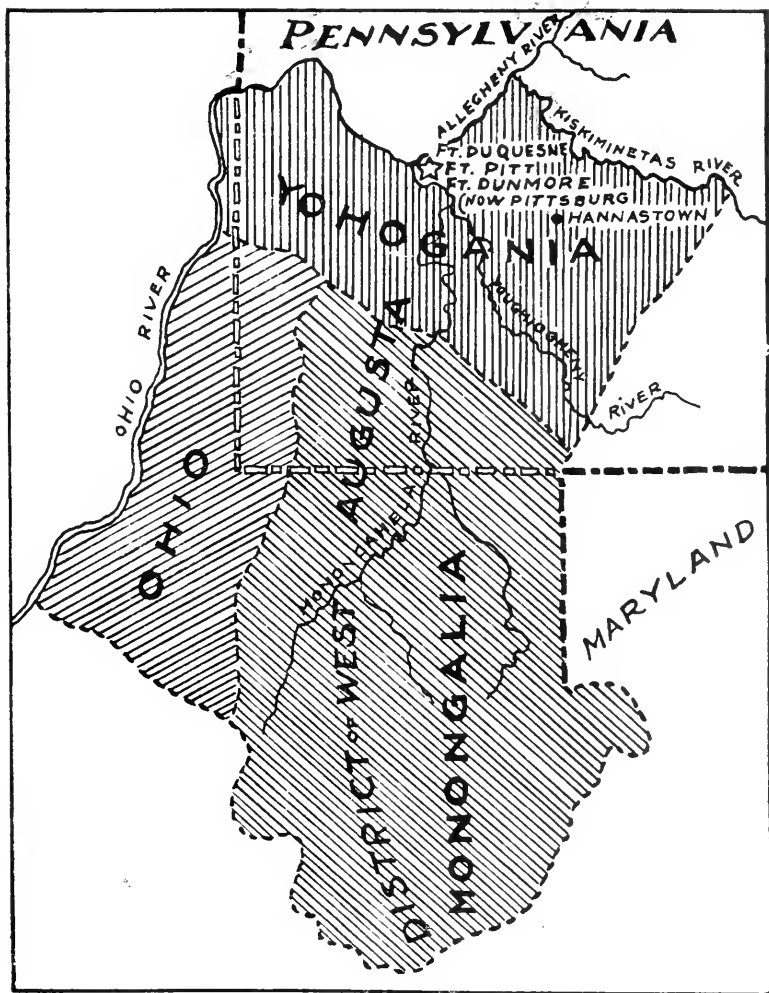 PENNSYLVANIA
ALLEGHENY RIVER
KISKIMINETAS RIVER
FT. DUQUESNE
FT. PITT
FT. DUNMORE
(NOW PITTSBURG
HANNASTOWN
YOHOGANIA
YOUGHIOGHENY
RIVER
OHIO RIVER
OHIO
DISTRICT OF WEST AUGUSTA
MONONGAHELA RIVER
MONONGALIA
MARYLAND